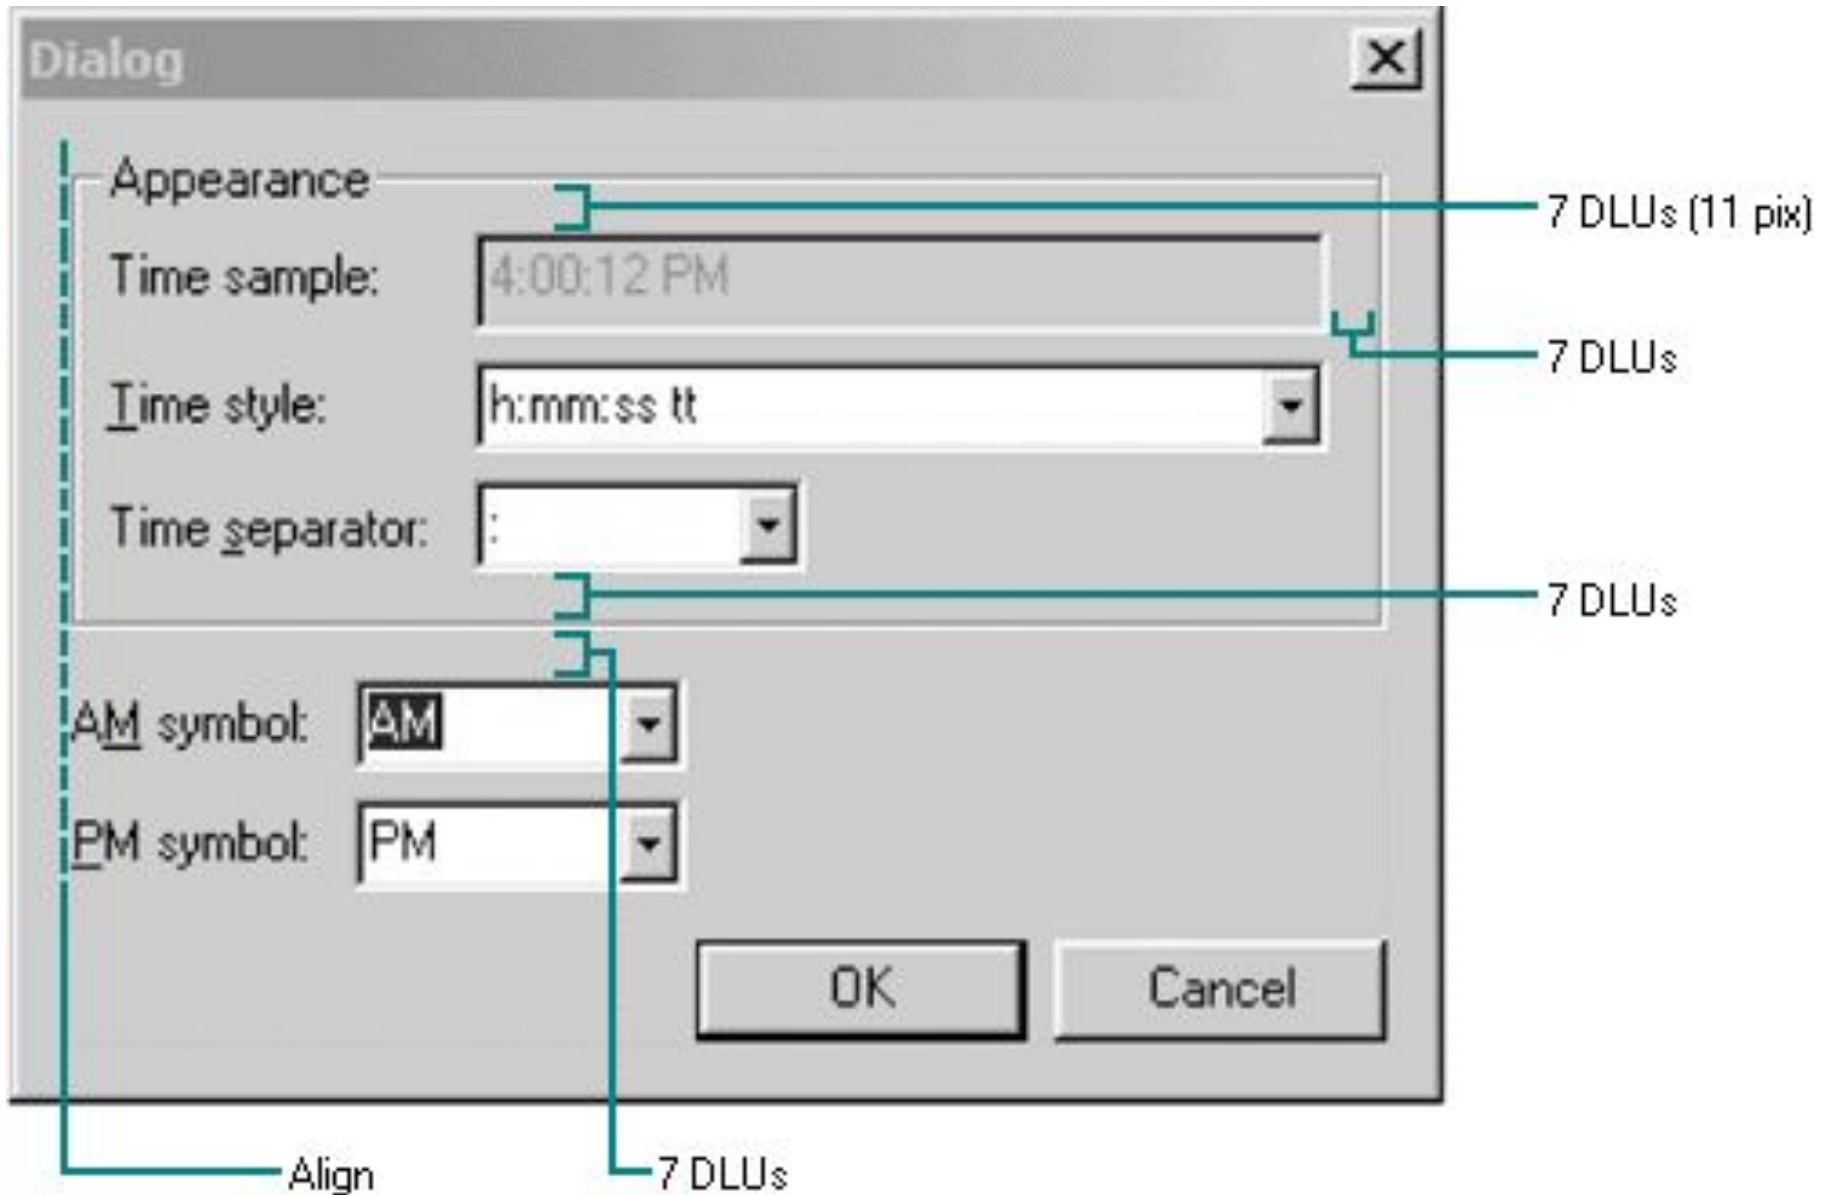 Dialog
Appearance
7 DLUs (11 pix)
Time sample: 4:00:12 PM
7 DLUs
Time style: h:mm:ss tt
Time separator: :
7 DLUs
AM symbol: AM
PM symbol: PM
OK Cancel
Align 7 DLUs